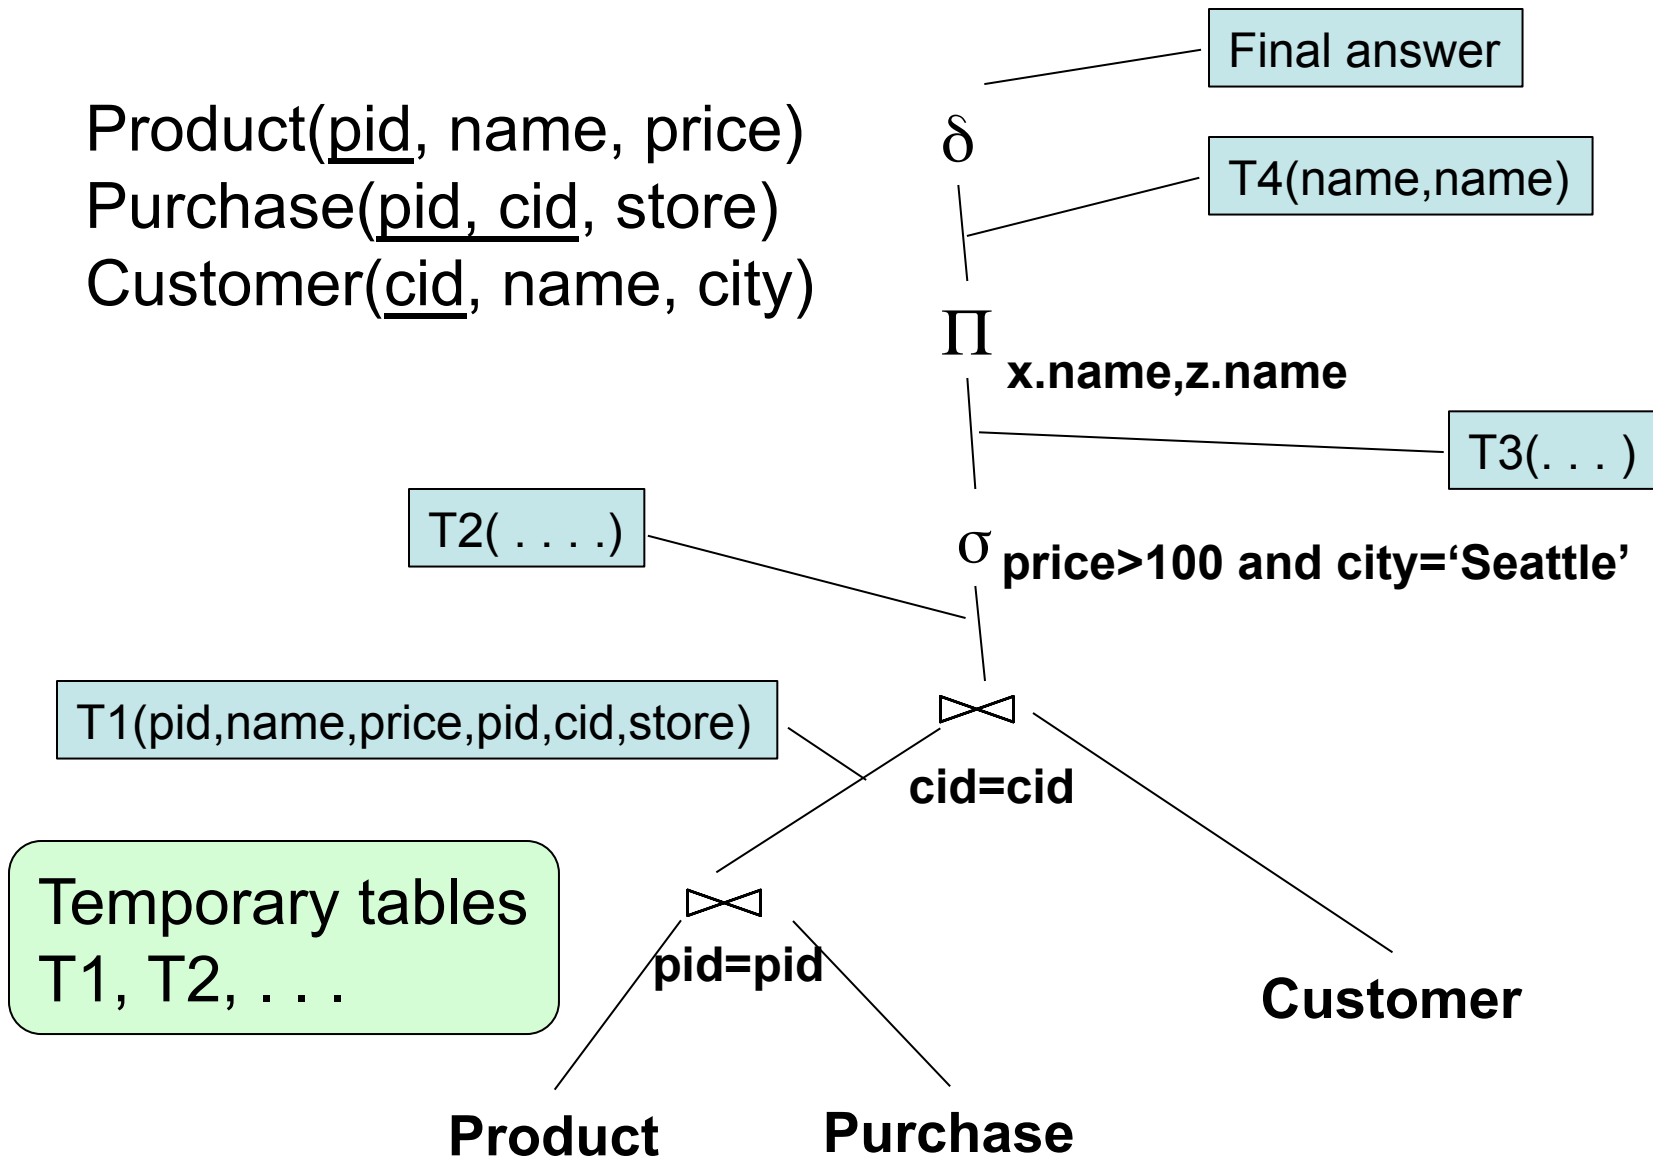 Final answer
Product(pid, name, price)
δ
Purchase(pid, cid, store)
T4(name,name)
Customer(cid, name, city)
Π x.name,z.name
T3(. . . )
T2( . . . .)
σ price>100 and city=‘Seattle’
T1(pid,name,price,pid,cid,store)
cid=cid
Temporary tables
T1, T2, . . .
pid=pid
Customer
Product
Purchase